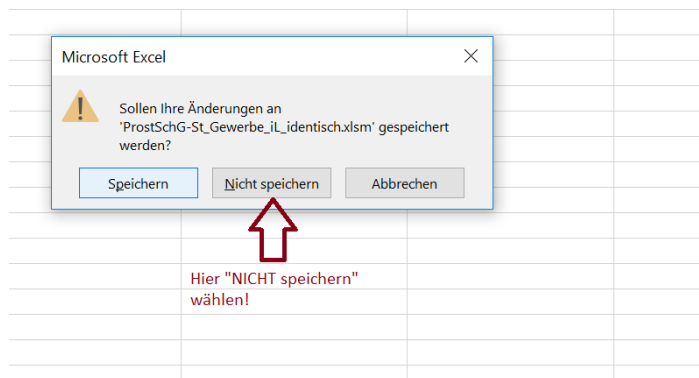 Microsoft Excel
Sollen Ihre Änderungen an
'ProstSchG-St_Gewerbe_iL_identisch.xlsm' gespeichert
werden?
Speichern Nicht speichern Abbrechen
Hier "NICHT speichern"
wählen!